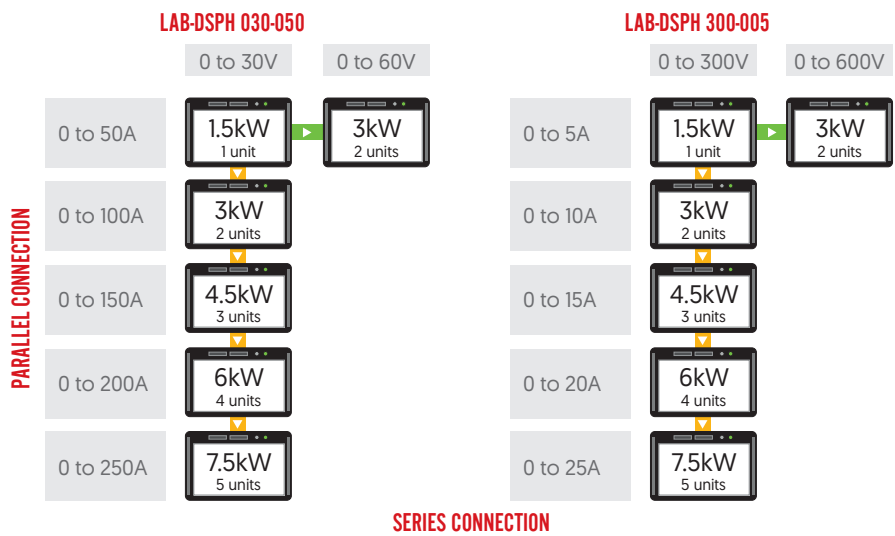 LAB-DSPH 030-050
LAB-DSPH 300-005
0 to 30V
0 to 60V
0 to 300V
0 to 600V
0 to 50A
1.5kW
1 unit
3kW
2 units
0 to 5A
1.5kW
1 unit
3kW
2 units
0 to 100A
3kW
2 units
0 to 10A
3kW
2 units
0 to 150A
4.5kW
3 units
0 to 15A
4.5kW
3 units
0 to 200A
6kW
4 units
0 to 20A
6kW
4 units
0 to 250A
7.5kW
5 units
0 to 25A
7.5kW
5 units
PARALLEL CONNECTION
SERIES CONNECTION